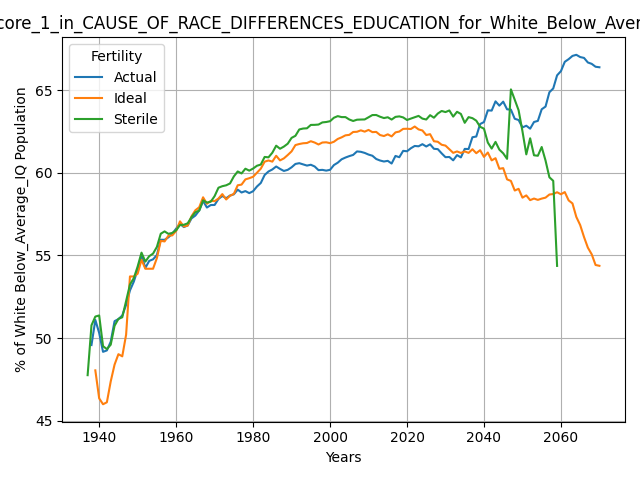 core_1_in_CAUSE_OF_RACE_DIFFERENCES_EDUCATION_for_White_Below_Aver
% of White Below_Average_IQ Population
Fertility
Actual
Ideal
Sterile
65
60
55
50
45
1940 1960 1980 2000 2020 2040 2060
Years